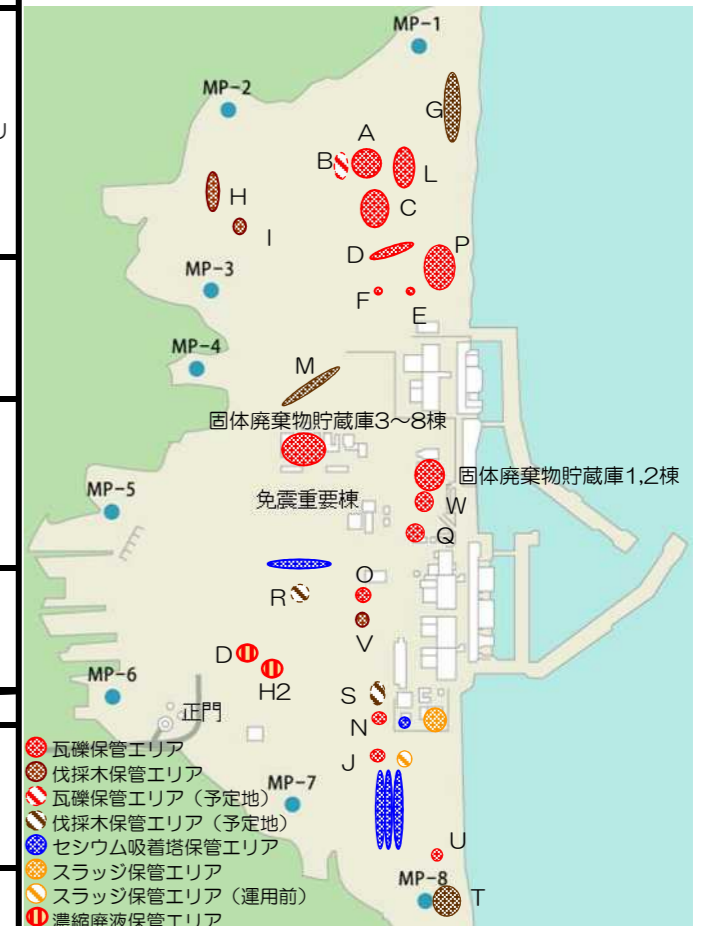 リ
MP-1
MP-2
G
A
B
L
H
C
I
D
P
MP-3
F
E
MP-4
M
固体廃棄物貯蔵庫3～8棟
固体廃棄物貯蔵庫1,2棟
MP-5
免震重要棟
W
Q
O
R
V
D
H2
MP-6
S
正門
N
J
MP-7
U
MP-8
T
瓦礫保管エリア
伐採木保管エリア
瓦礫保管エリア（予定地）
伐採木保管エリア（予定地）
セシウム吸着塔保管エリア
スラッジ保管エリア
スラッジ保管エリア（運用前）
濃縮廃液保管エリア